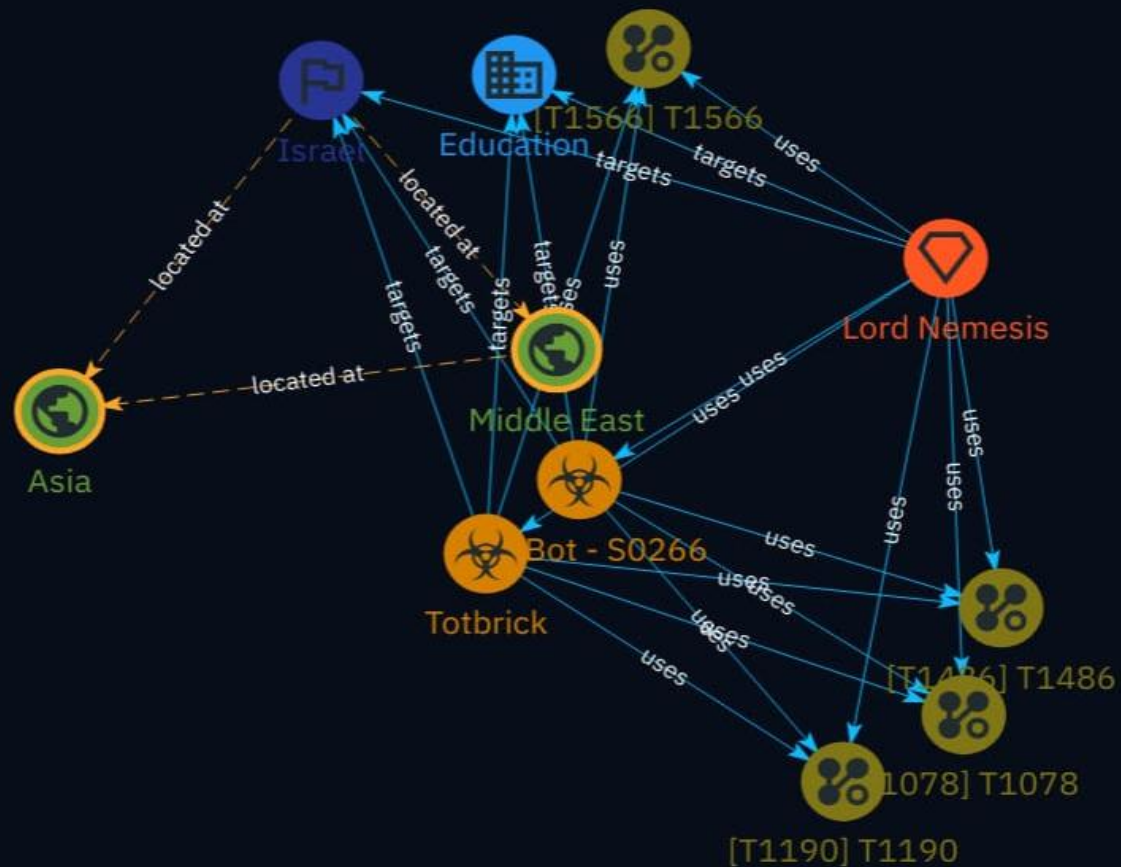 [T1566] T1566
Education
Israel
targets
targets
uses
located at
located at
targets
targets
targets
targets
uses
uses
Lord Nemesis
located at
Middle East
uses
uses
Asia
uses
uses
uses
Bot - S0266
uses
uses
uses
Totbrick
uses
uses
uses
[T1486] T1486
1078] T1078
[T1190] T1190